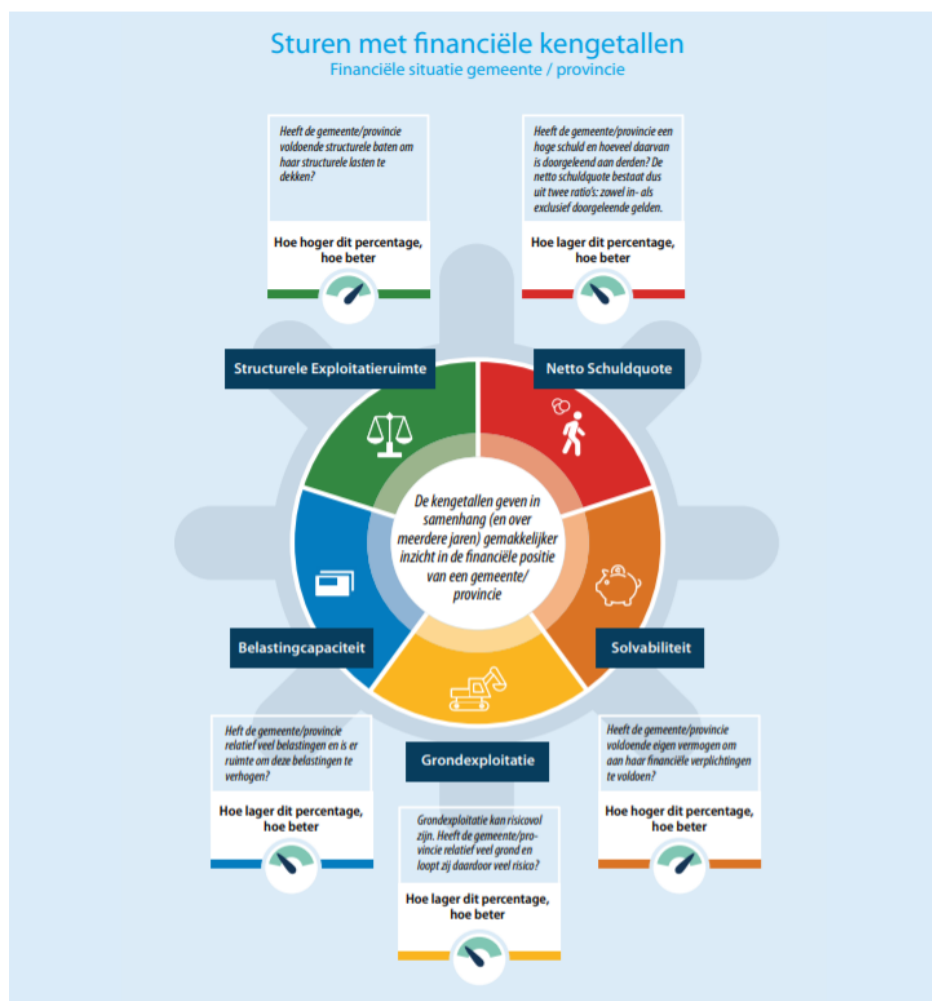 Sturen met financiële kengetallen
Financiële situatie gemeente / provincie
Heeft de gemeente/provincie
voldoende structurele baten om
haar structurele lasten te
dekken?
Hoe hoger dit percentage,
hoe beter
Heeft de gemeente/provincie een
hoge schuld en hoeveel daarvan
is doorgeleend aan derden? De
netto schuldquote bestaat dus
uit twee ratio's: zowel in- als
exclusief doorgeleende gelden.
Hoe lager dit percentage,
hoe beter
Structurele Exploitatieruimte
Netto Schuldquote
De kengetallen geven in
samenhang (en over
meerdere jaren) gemakkelijker
inzicht in de financiële positie
van een gemeente/
provincie
Belastingcapaciteit
Solvabiliteit
Grondexploitatie
Heft de gemeente/provincie
relatief veel belastingen en is er
ruimte om deze belastingen te
verhogen?
Hoe lager dit percentage,
hoe beter
Grondexploitatie kan risicovol
zijn. Heeft de gemeente/pro-
vincie relatief veel grond en
loopt zij daardoor veel risico?
Hoe lager dit percentage,
hoe beter
Heeft de gemeente/provincie
voldoende eigen vermogen om
aan haar financiële verplichtingen
te voldoen?
Hoe hoger dit percentage,
hoe beter